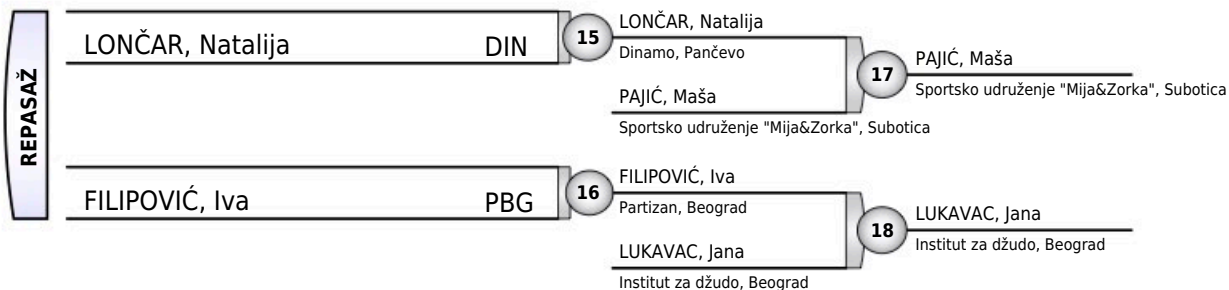 REPASAŽ
LONČAR, Natalija DIN
15
LONČAR, Natalija
Dinamo, Pančevo
PAJIĆ, Maša
Sportsko udruženje "Mija&Zorka", Subotica
17
PAJIĆ, Maša
Sportsko udruženje "Mija&Zorka", Subotica
FILIPOVIĆ, Iva PBG
16
FILIPOVIĆ, Iva
Partizan, Beograd
LUKAVAC, Jana
Institut za džudo, Beograd
18
LUKAVAC, Jana
Institut za džudo, Beograd